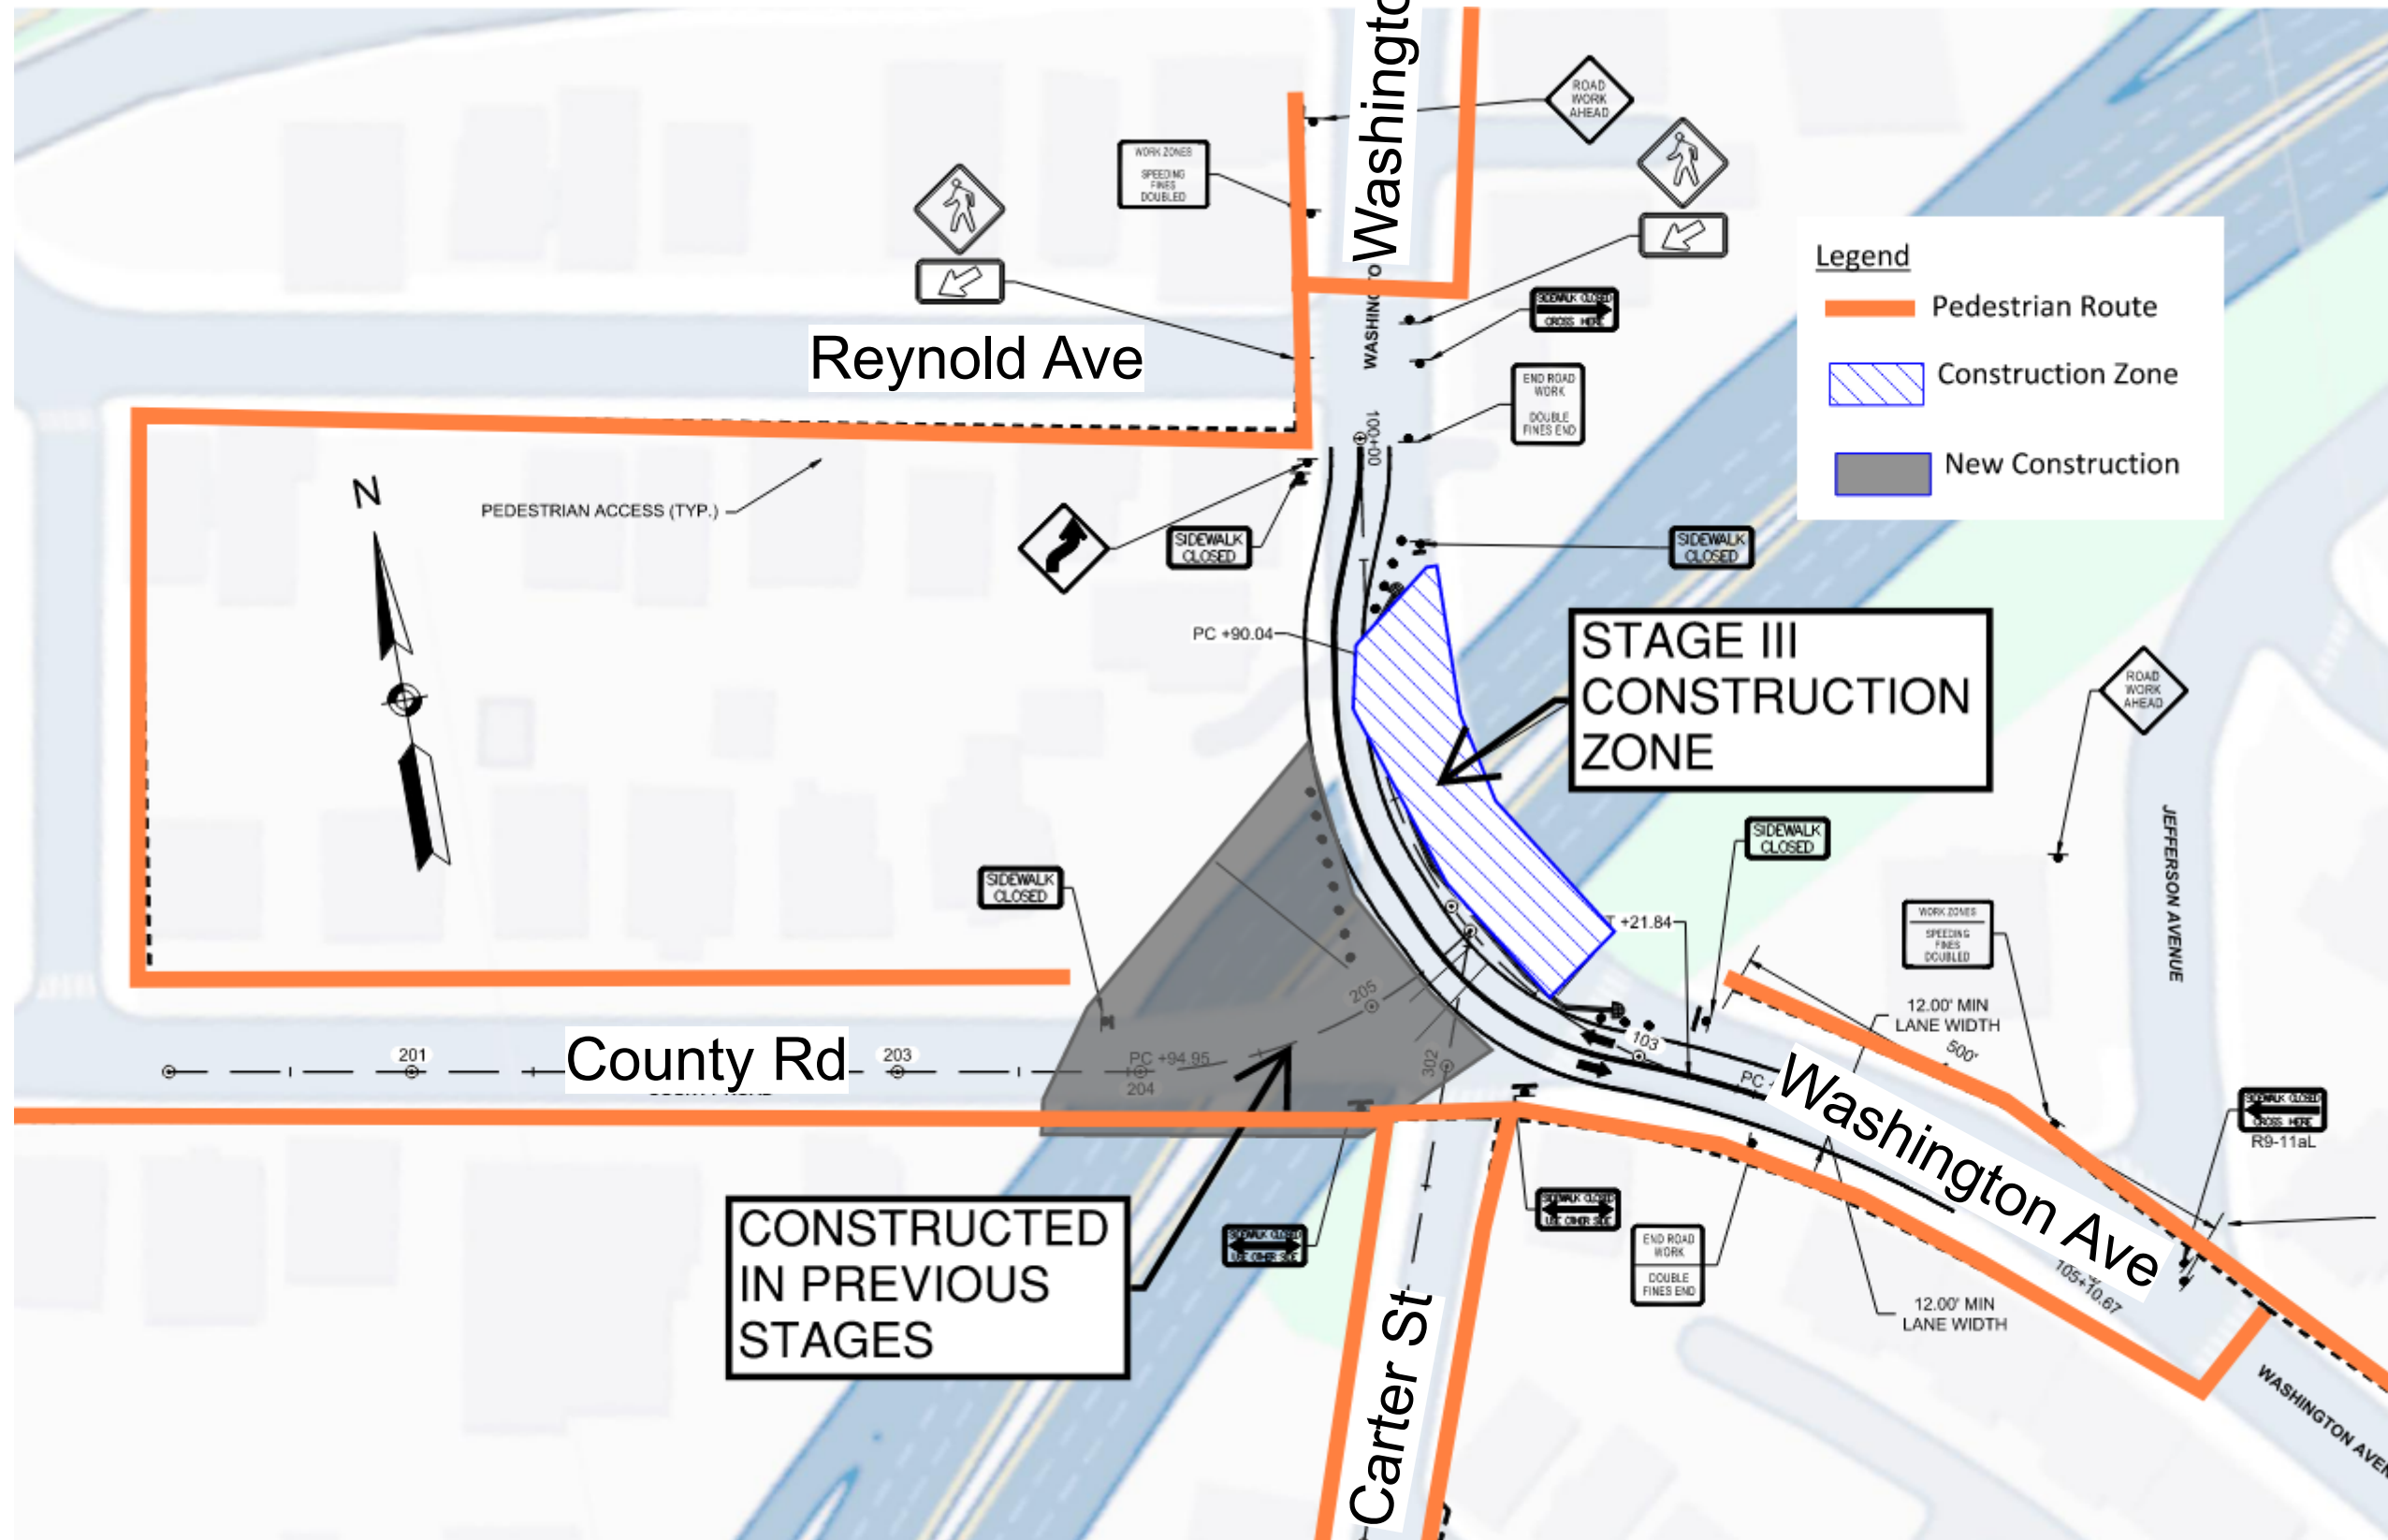 Washingto
ROAD
WORK
AHEAD
WORK ZONES
SPEEDING
FINES
DOUBLED
Legend
Pedestrian Route
Construction Zone
New Construction
SIDEWALK CLOSED
CROSS HERE
WASHINGTO
Reynold Ave
END ROAD
WORK
DOUBLE
FINES END
100+00
N
PEDESTRIAN ACCESS (TYP.)
SIDEWALK
CLOSED
SIDEWALK
CLOSED
PC +90.04
STAGE III
CONSTRUCTION
ZONE
ROAD
WORK
AHEAD
JEFFERSON AVENUE
SIDEWALK
CLOSED
SIDEWALK
CLOSED
+21.84
WORK ZONES
SPEEDING
FINES
DOUBLED
12.00' MIN
LANE WIDTH
500'
205
103
302
201
County Rd
203
PC +94.95
204
PC
Washington Ave
SIDEWALK CLOSED
CROSS HERE
R9-11aL
CONSTRUCTED
IN PREVIOUS
STAGES
SIDEWALK CLOSED
USE OTHER SIDE
SIDEWALK CLOSED
USE OTHER SIDE
END ROAD
WORK
DOUBLE
FINES END
12.00' MIN
LANE WIDTH
105+10.67
Carter St
WASHINGTON AVEN